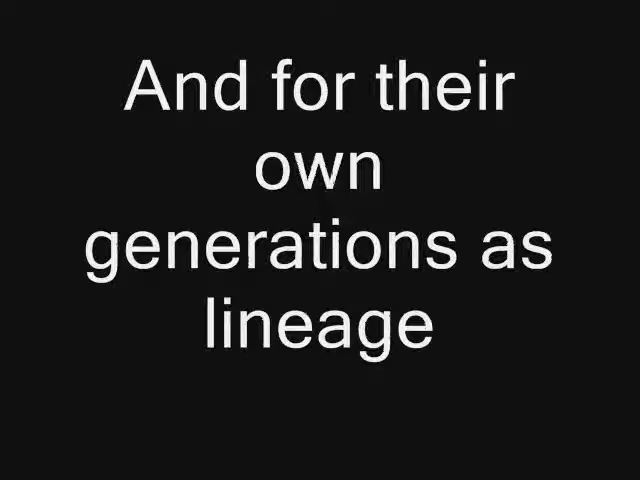 And for their
own
generations as
lineage